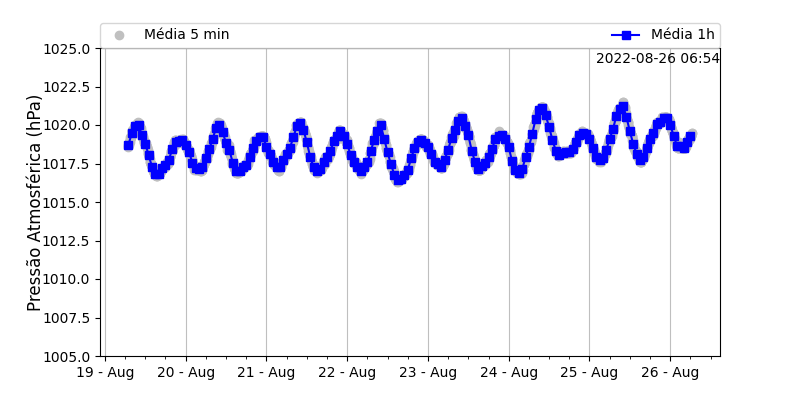 Média 5 min
Média 1h
2022-08-26 06:54
Pressão Atmosférica (hPa)
1025.0
1022.5
1020.0
1017.5
1015.0
1012.5
1010.0
1007.5
1005.0
19 - Aug
20 - Aug
21 - Aug
22 - Aug
23 - Aug
24 - Aug
25 - Aug
26 - Aug